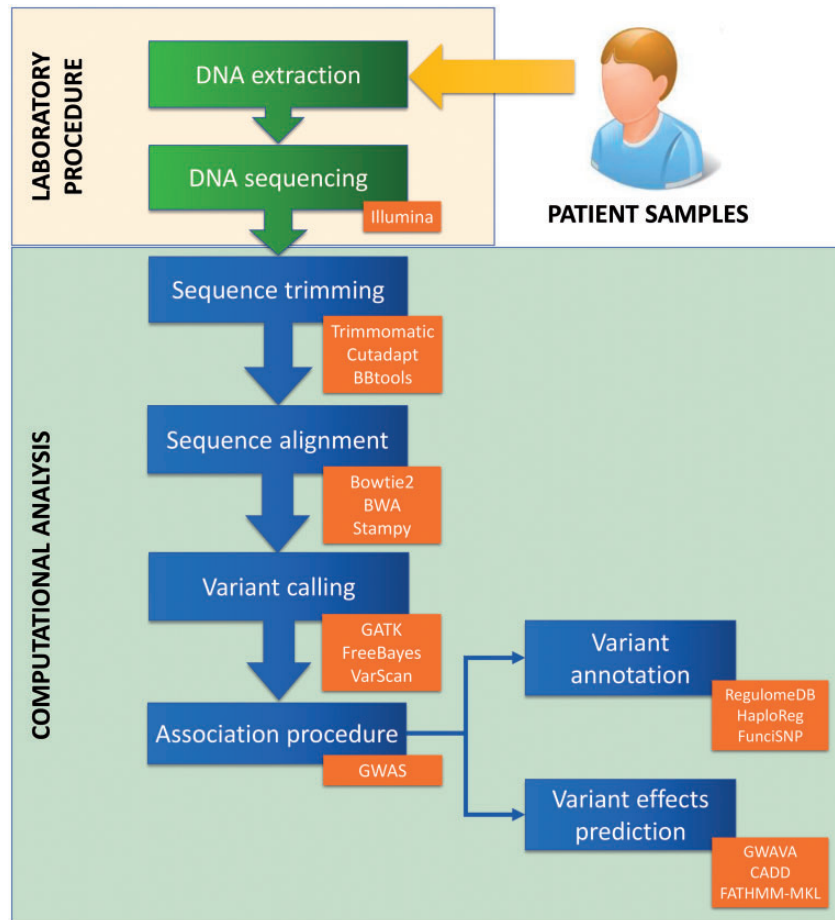 LABORATORY
PROCEDURE
DNA extraction
DNA sequencing
Illumina
PATIENT SAMPLES
COMPUTATIONAL ANALYSIS
Sequence trimming
Trimmomatic
Cutadapt
BBtools
Sequence alignment
Bowtie2
BWA
Stampy
Variant calling
GATK
FreeBayes
VarScan
Association procedure
GWAS
Variant
annotation
RegulomeDB
HaploReg
FunciSNP
Variant effects
prediction
GWAVA
CADD
FATHMM-MKL